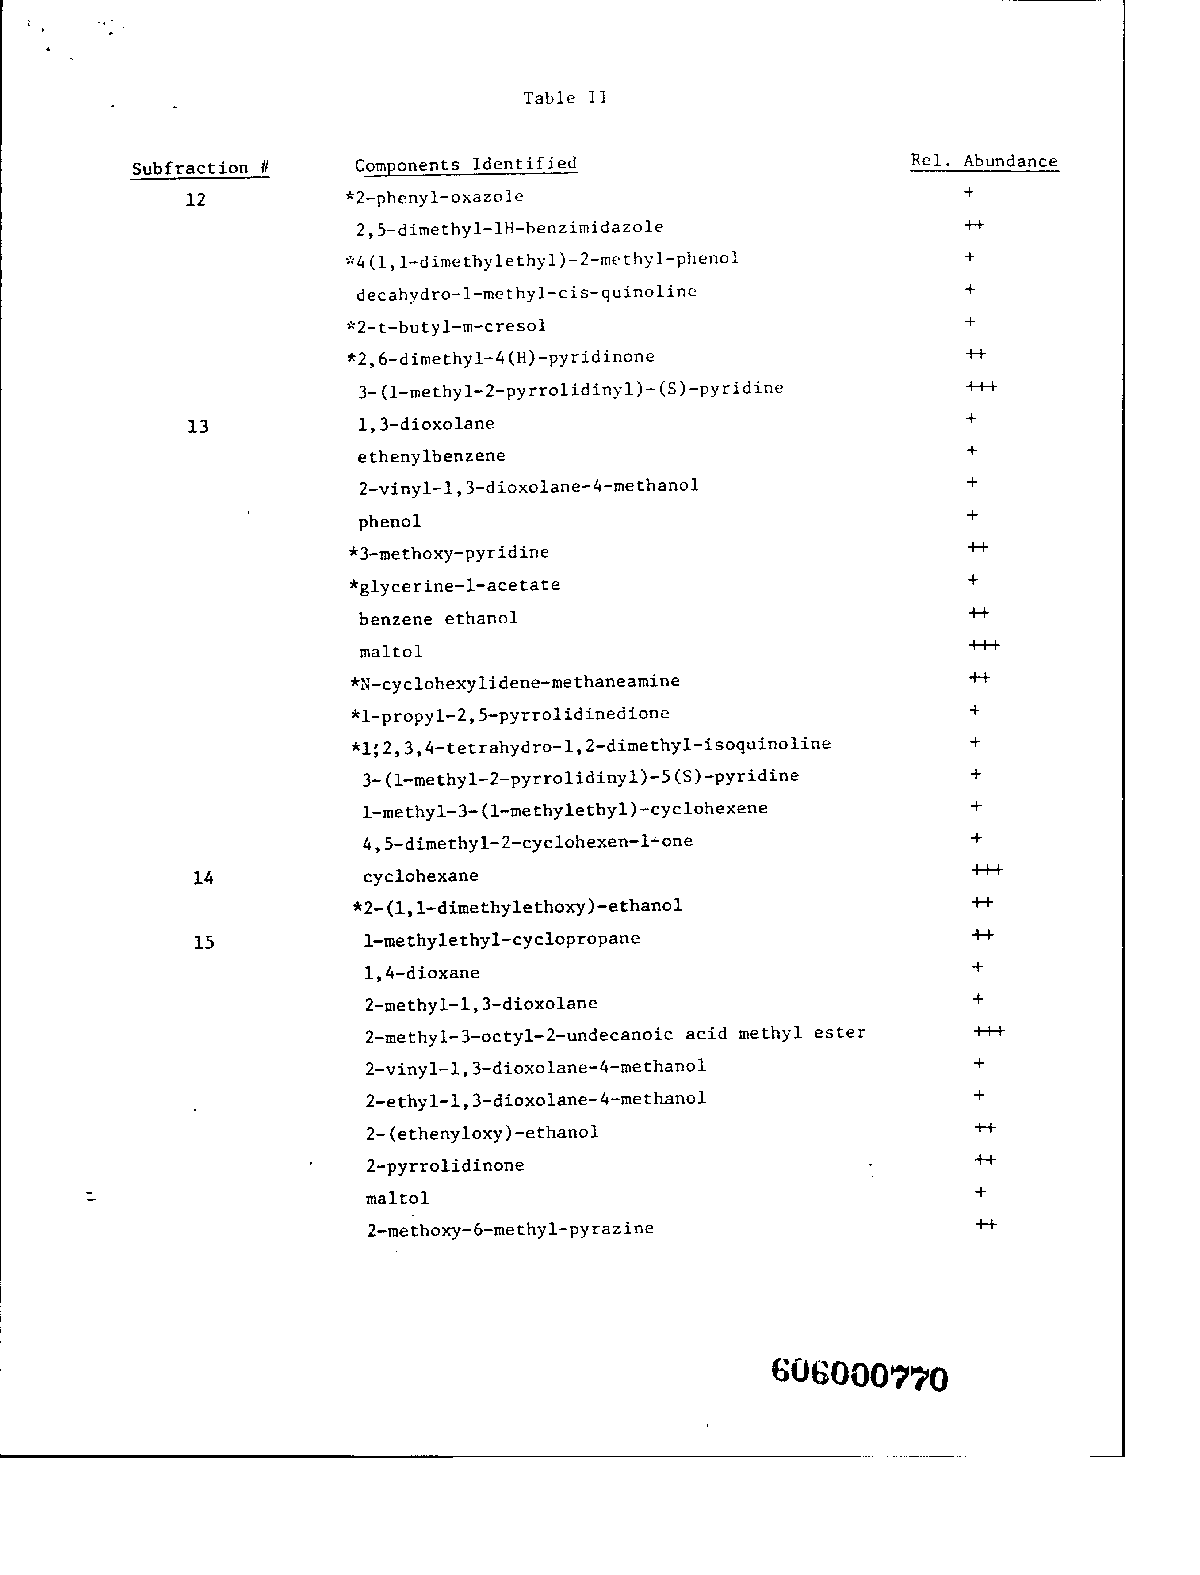 Table II
Subfraction # Components Identified Rel. Abundance
12 *2-phenyl-oxazole +
2,5-dimethyl-1H-benzimidazole ++
*4(1,1-dimethylethyl)-2-methyl-phenol +
decahydro-1-methyl-cis-quinoline +
*2-t-butyl-m-cresol +
*2,6-dimethyl-4(H)-pyridinone ++
3-(1-methyl-2-pyrrolidinyl)-(S)-pyridine +++
13 1,3-dioxolane +
ethenylbenzene +
2-vinyl-1,3-dioxolane-4-methanol +
phenol +
*3-methoxy-pyridine ++
*glycerine-1-acetate +
benzene ethanol ++
maltol +++
*N-cyclohexylidene-methaneamine ++
*1-propyl-2,5-pyrrolidinedione +
*1;2,3,4-tetrahydro-1,2-dimethyl-isoquinoline +
3-(1-methyl-2-pyrrolidinyl)-5(S)-pyridine +
1-methyl-3-(1-methylethyl)-cyclohexene +
4,5-dimethyl-2-cyclohexen-1-one +
14 cyclohexane +++
*2-(1,1-dimethylethoxy)-ethanol ++
15 1-methylethyl-cyclopropane ++
1,4-dioxane +
2-methyl-1,3-dioxolane +
2-methyl-3-octyl-2-undecanoic acid methyl ester +++
2-vinyl-1,3-dioxolane-4-methanol +
2-ethyl-1,3-dioxolane-4-methanol +
2-(ethenyloxy)-ethanol ++
2-pyrrolidinone ++
maltol +
2-methoxy-6-methyl-pyrazine ++
606000770